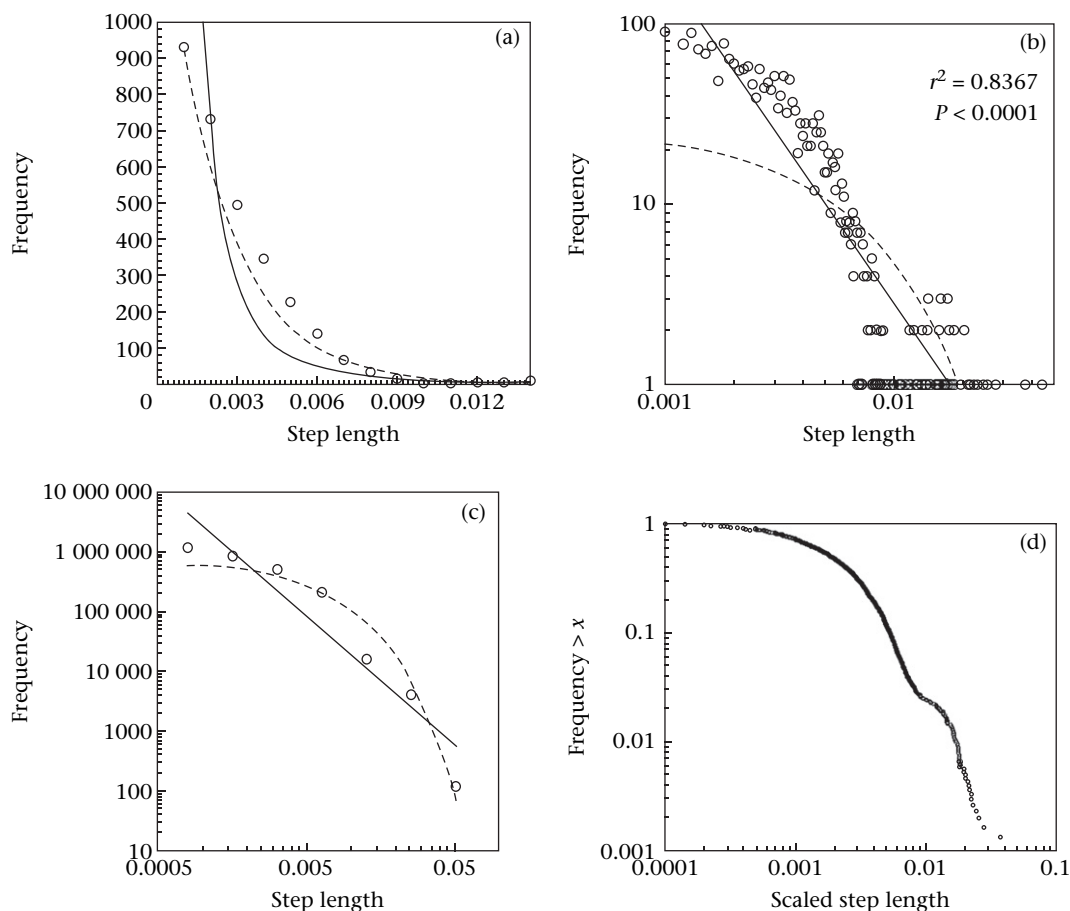 1000
900
800
700
600
500
400
300
200
100
0
0.003
0.006
0.009
0.012
Frequency
Step length
(a)
100
10
1
0.001
0.01
Frequency
Step length
(b)
r² = 0.8367
P < 0.0001
10 000 000
1 000 000
100 000
10 000
1000
100
10
0.0005
0.005
0.05
Frequency
Step length
(c)
1
0.1
0.01
0.001
0.0001
0.001
0.01
0.1
Frequency > x
Scaled step length
(d)